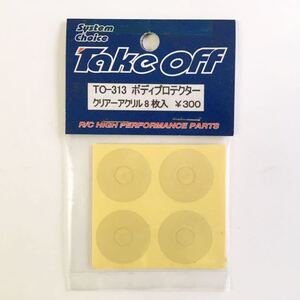 System
Choice
Take Off
TO-313 ボディプロテクター
クリアーアクリル8枚入 ¥300
R/C HIGH PERFORMANCE PARTS